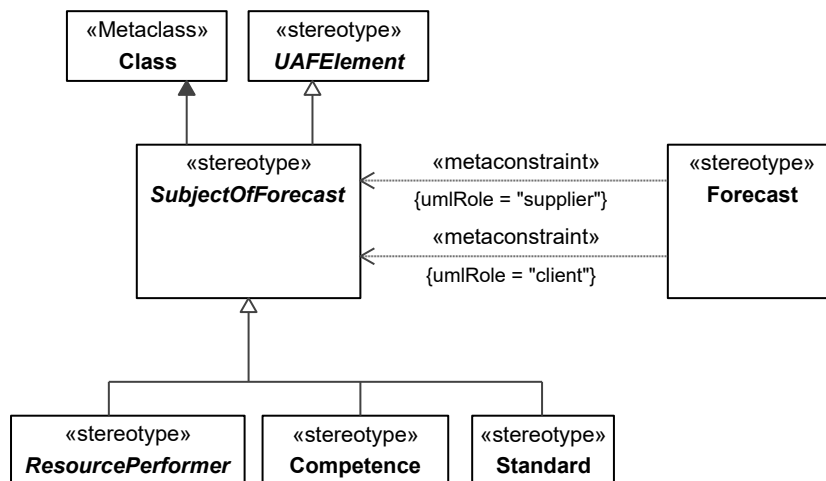 «Metaclass»
Class
«stereotype»
UAFElement
«stereotype»
SubjectOfForecast
«metaconstraint»
{umlRole = "supplier"}
«metaconstraint»
{umlRole = "client"}
«stereotype»
Forecast
«stereotype»
ResourcePerformer
«stereotype»
Competence
«stereotype»
Standard